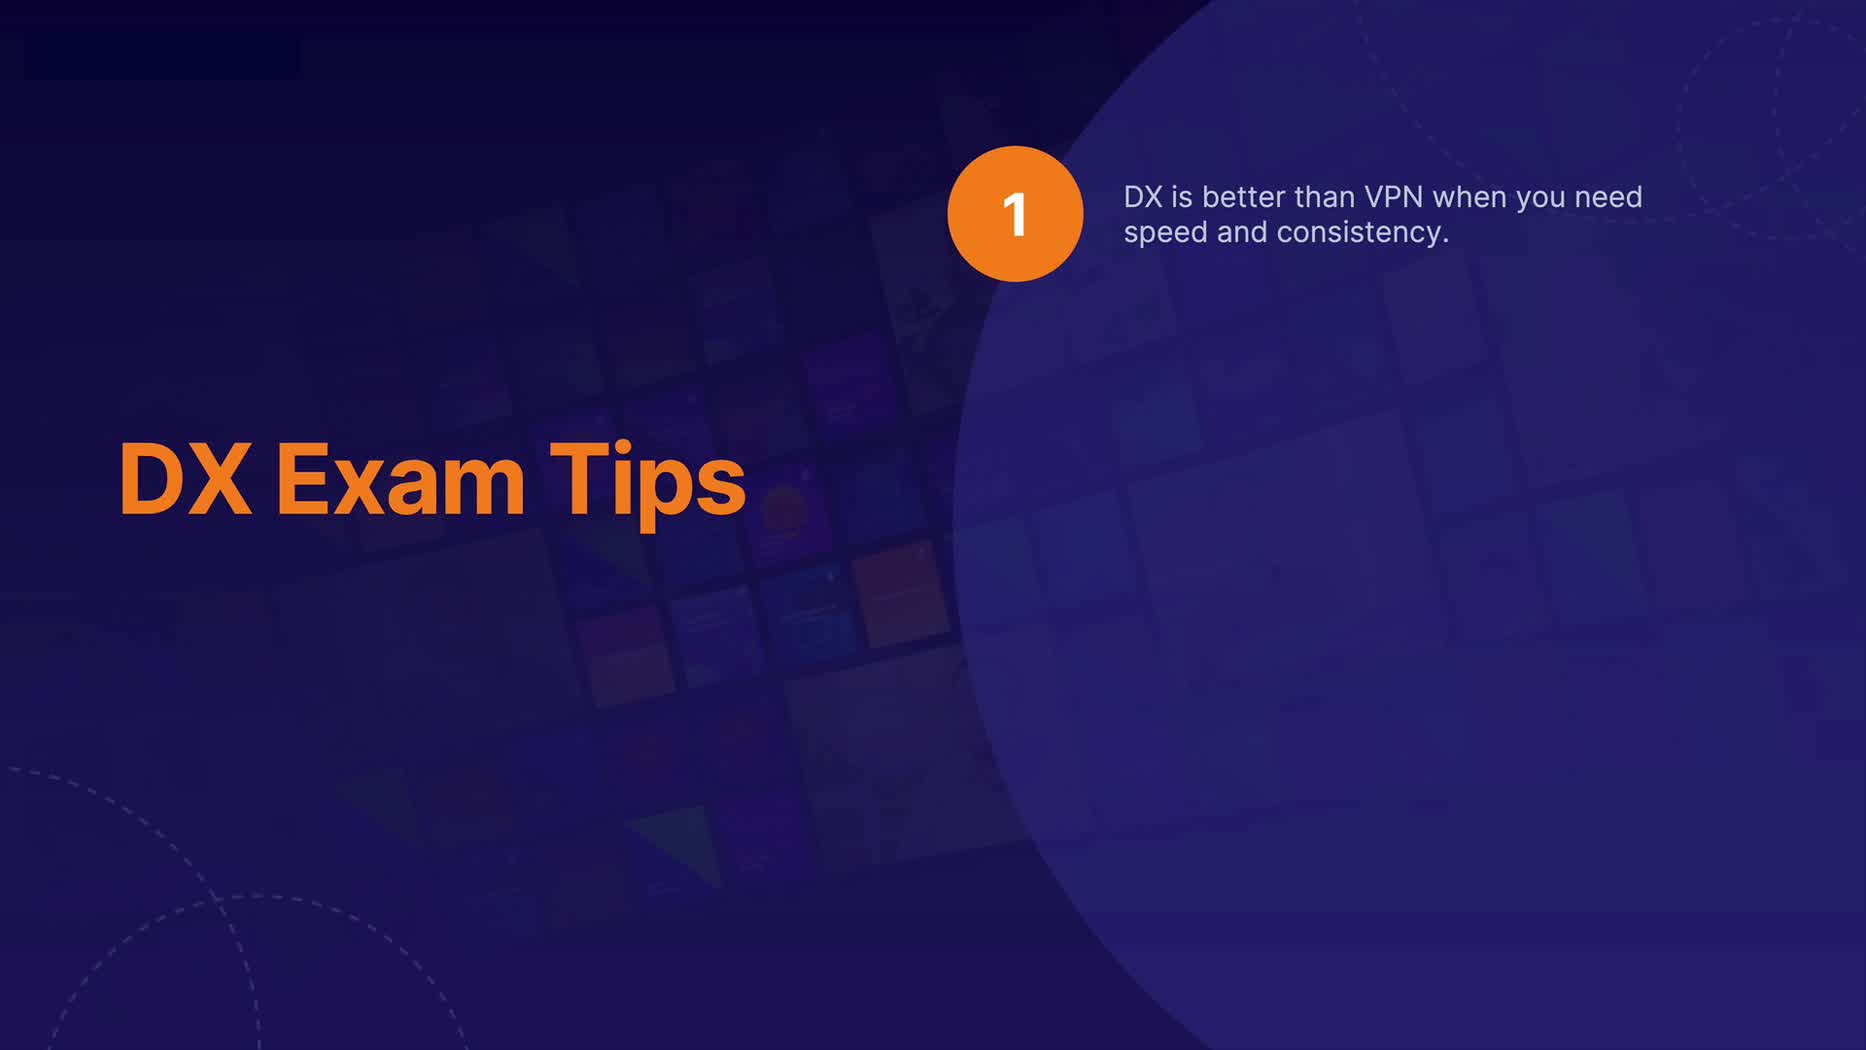 DX Exam Tips
1
DX is better than VPN when you need
speed and consistency.